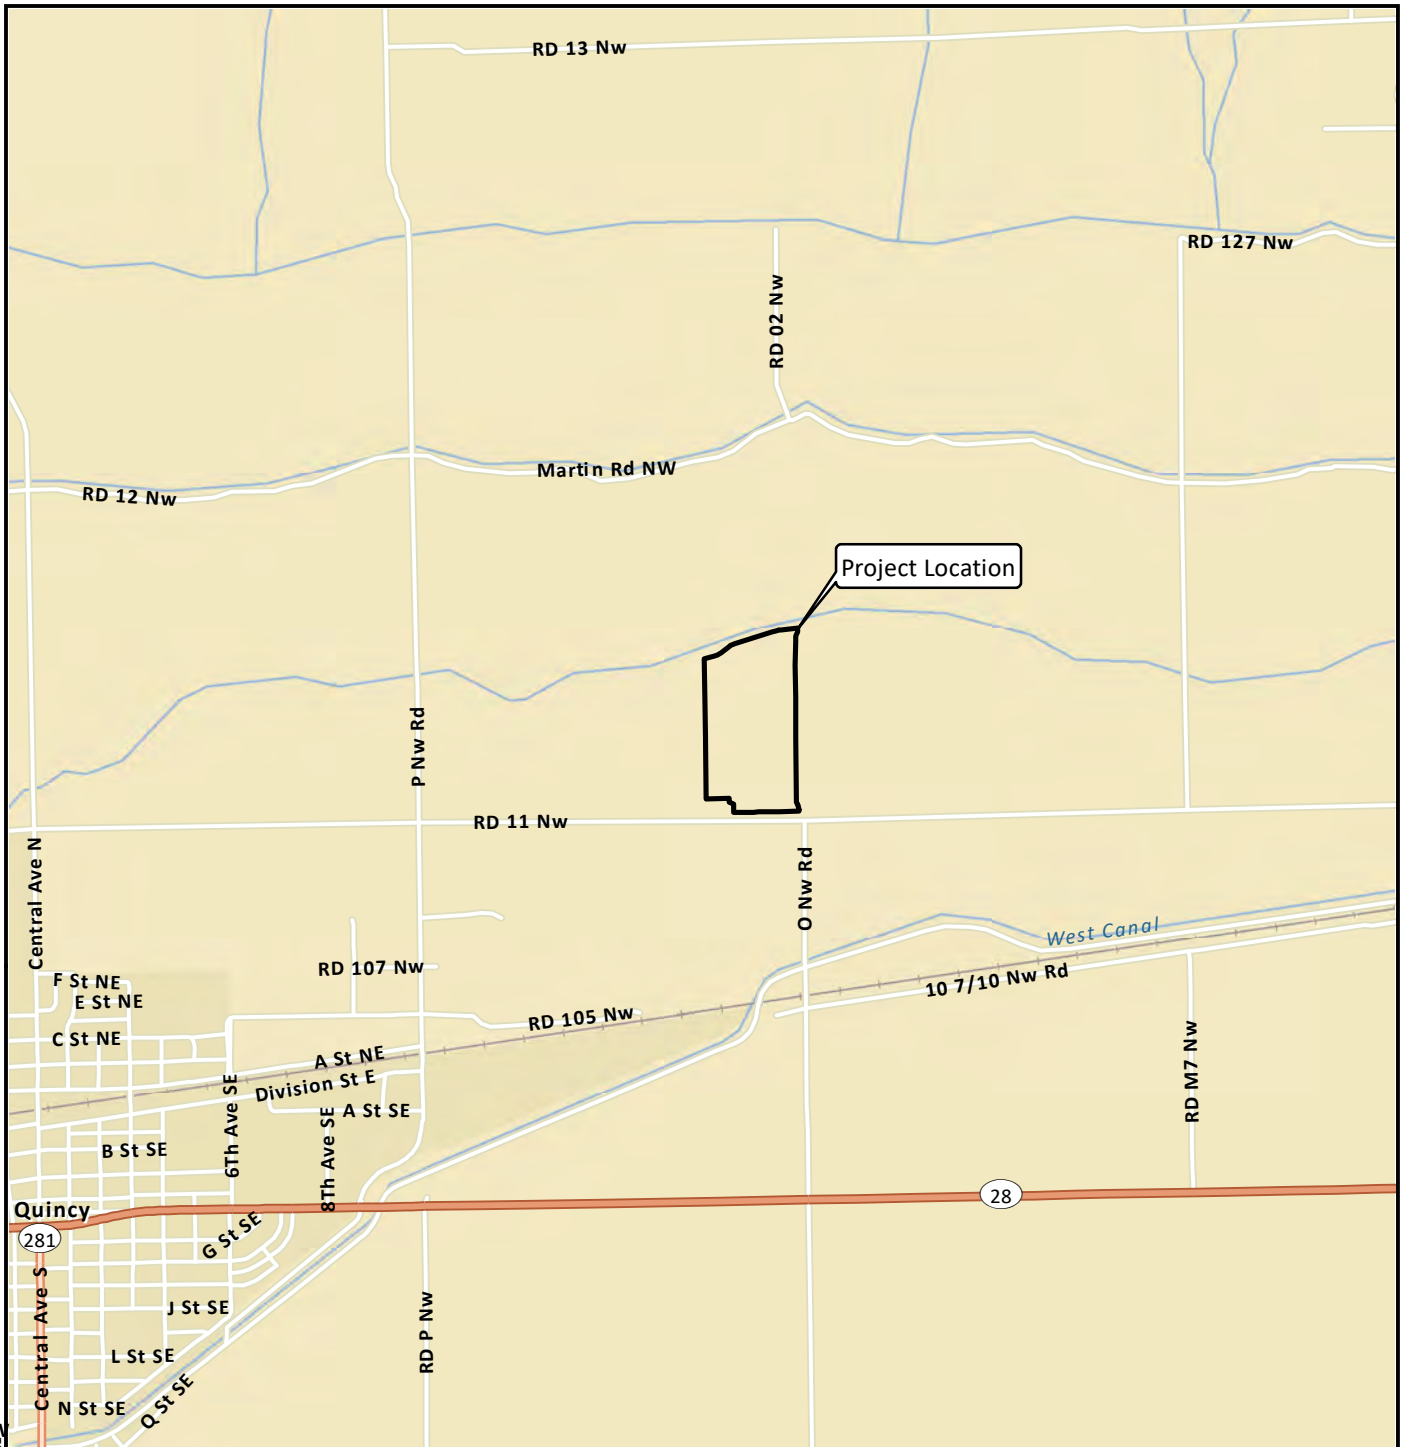 RD 13 Nw
RD 127 Nw
RD 02 Nw
Martin Rd NW
RD 12 Nw
Project Location
P Nw Rd
RD 11 Nw
Central Ave N
O Nw Rd
West Canal
F St NE
RD 107 Nw
10 7/10 Nw Rd
E St NE
RD 105 Nw
C St NE
A St NE
Division St E
RD M7 Nw
6Th Ave SE
8Th Ave SE
A St SE
B St SE
Quincy
28
281
G St SE
Central Ave S
J St SE
RD P Nw
L St SE
N St SE
Q St SE